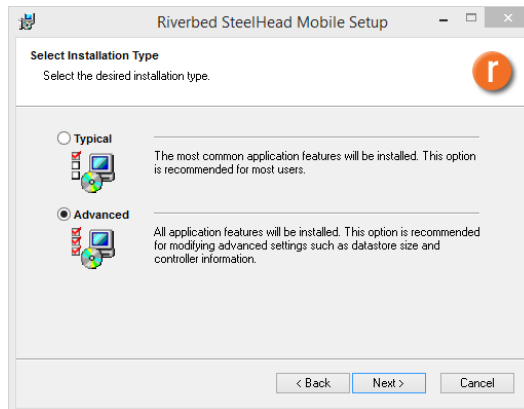 Riverbed SteelHead Mobile Setup
Select Installation Type
Select the desired installation type.
r
Typical
The most common application features will be installed. This option
is recommended for most users.
Advanced
All application features will be installed. This option is recommended
for modifying advanced settings such as datastore size and
controller information.
< Back Next > Cancel